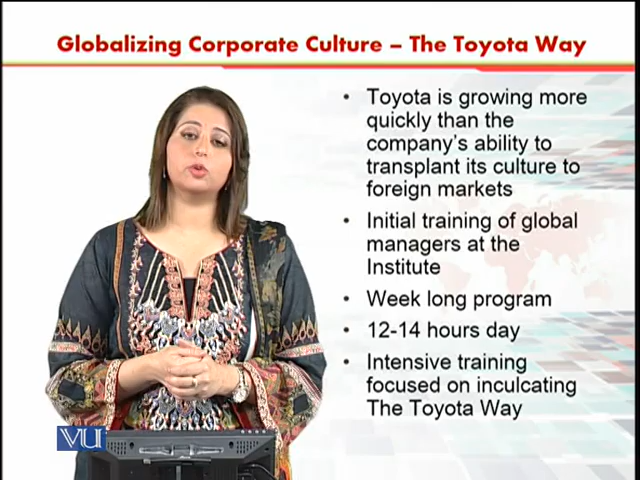 Globalizing Corporate Culture – The Toyota Way
• Toyota is growing more
quickly than the
company's ability to
transplant its culture to
foreign markets
• Initial training of global
managers at the
Institute
• Week long program
• 12-14 hours day
• Intensive training
focused on inculcating
The Toyota Way
VU